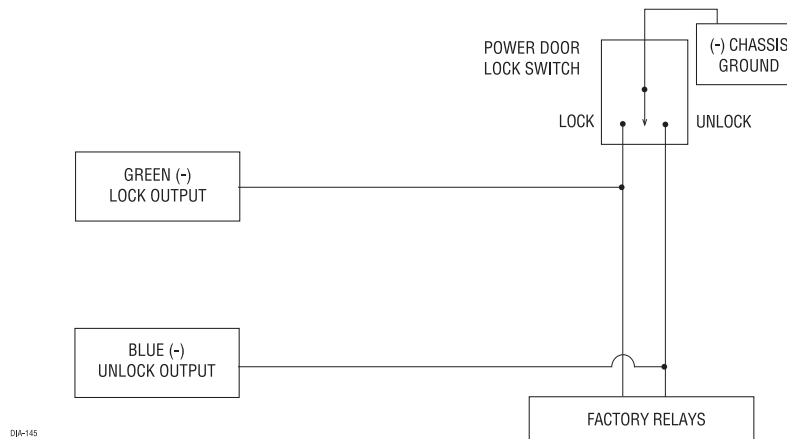 POWER DOOR
LOCK SWITCH
(-) CHASSIS
GROUND
LOCK
UNLOCK
GREEN (-)
LOCK OUTPUT
BLUE (-)
UNLOCK OUTPUT
FACTORY RELAYS
DIA-145